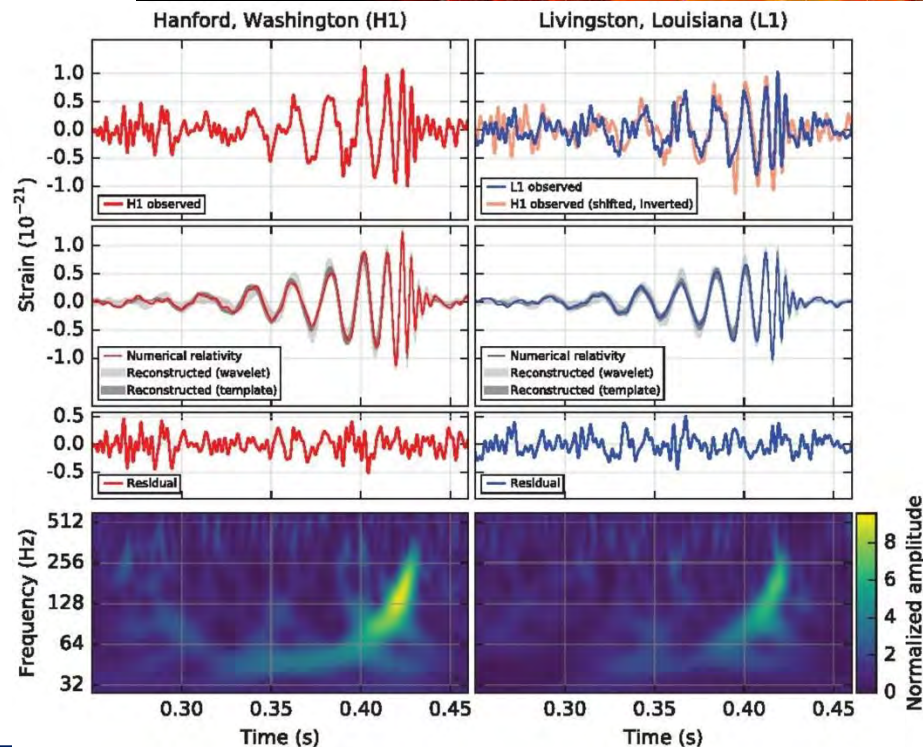 Hanford, Washington (H1)
Livingston, Louisiana (L1)
1.0
0.5
0.0
-0.5
-1.0
H1 observed
L1 observed
H1 observed (shifted, inverted)
Strain (10⁻²¹)
1.0
0.5
0.0
-0.5
-1.0
Numerical relativity
Reconstructed (wavelet)
Reconstructed (template)
Numerical relativity
Reconstructed (wavelet)
Reconstructed (template)
0.5
0.0
-0.5
Residual
Residual
Frequency (Hz)
512
256
128
64
32
0.30
0.35
0.40
0.45
Time (s)
0.30
0.35
0.40
0.45
Time (s)
8
6
4
2
0
Normalized amplitude